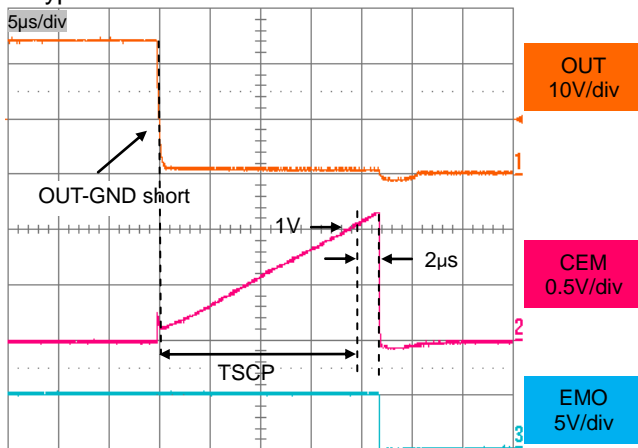 5µs/div
OUT
10V/div
1
OUT-GND short
1V
2µs
CEM
0.5V/div
2
TSCP
EMO
5V/div
3